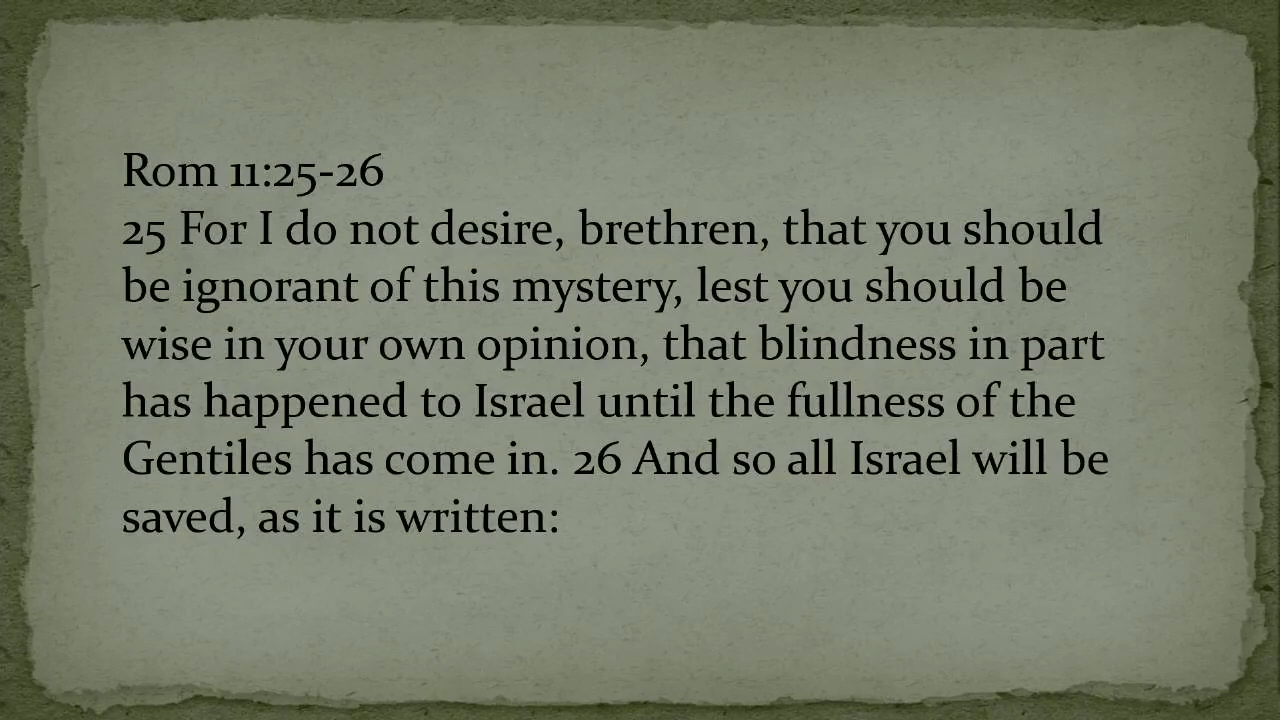 Rom 11:25-26
25 For I do not desire, brethren, that you should
be ignorant of this mystery, lest you should be
wise in your own opinion, that blindness in part
has happened to Israel until the fullness of the
Gentiles has come in. 26 And so all Israel will be
saved, as it is written: